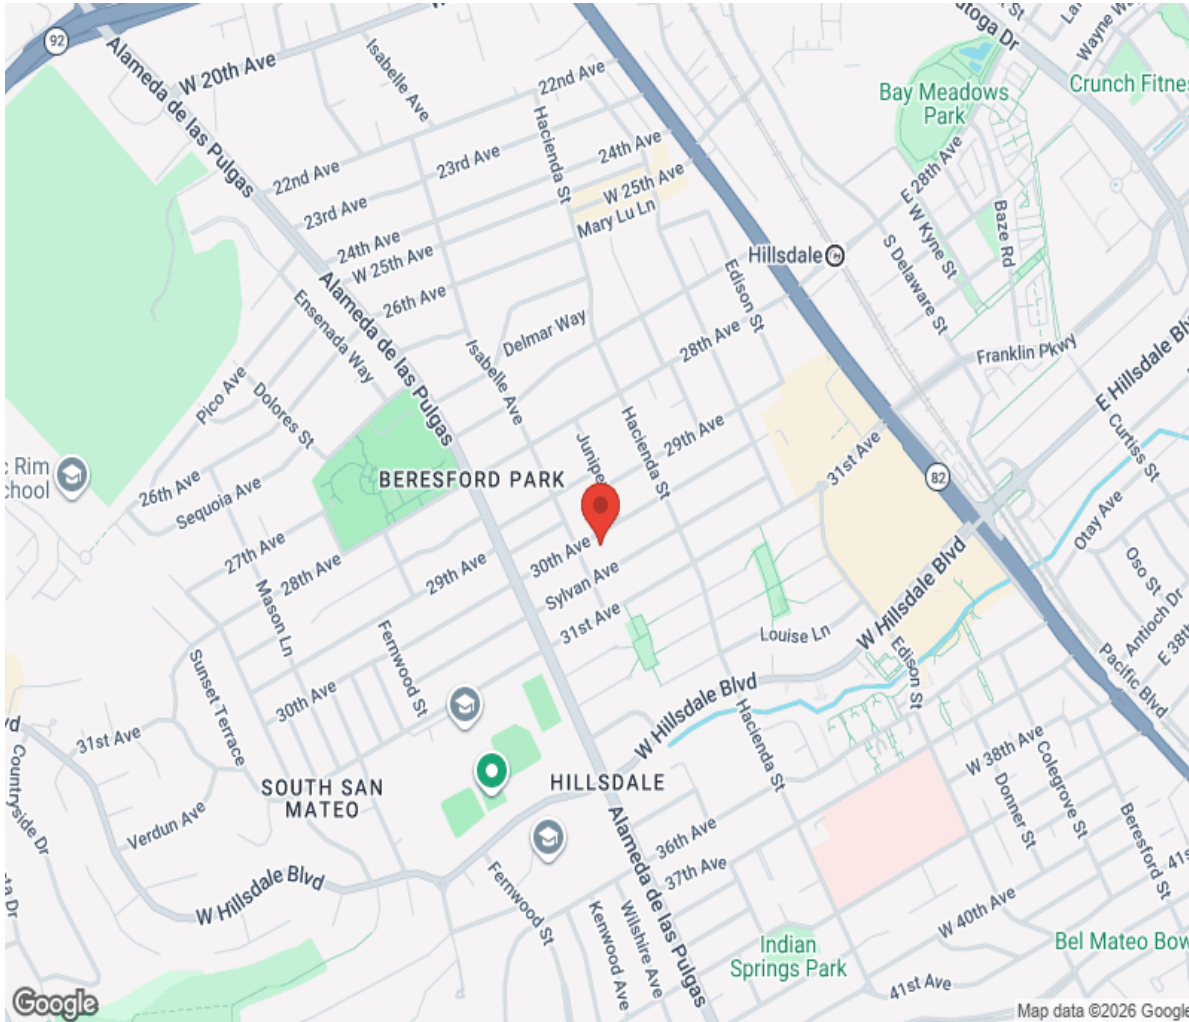 92
Alameda de las Pulgas
W 20th Ave
Isabelle Ave
22nd Ave
Hacienda St
23rd Ave
24th Ave
W 25th Ave
Mary Lu Ln
22nd Ave
23rd Ave
24th Ave
W 25th Ave
26th Ave
Bay Meadows
Park
Wayne
Crunch
E 28th Ave
Baze Rd
E
W Kyne St
S Delaware St
Hillsdale
Edison St
28th Ave
Franklin Pkwy
E Hillsdale
Curtiss St
Alameda de las Pulgas
Ensenada Way
Delmar Way
Isabelle Ave
Pico Ave
Dolores St
Hacienda St
29th Ave
31st Ave
82
Rim
26th Ave
Sequoia Ave
BERESFORD PARK
27th Ave
28th Ave
29th Ave
30th Ave
Sylvan Ave
31st Ave
Otay Ave
Oso St
Antioch Dr
E 38th
Pacific Blvd
W Hillsdale Blvd
Louise Ln
Edison St
Mason Ln
Fernwood St
Sunset Terrace
30th Ave
31st Ave
Countryside Dr
Verdun Ave
SOUTH SAN
MATEO
HILLSDALE
W Hillsdale Blvd
Hacienda St
W 38th Ave
Donner St
Colegrove St
Beresford St
W Hillsdale Blvd
Fernwood St
Kenwood Ave
Wilshire Ave
Alameda de las Pulgas
36th Ave
37th Ave
W 40th Ave
41st Ave
Indian
Springs Park
Bel Mateo
Google
Map data ©2026 Google